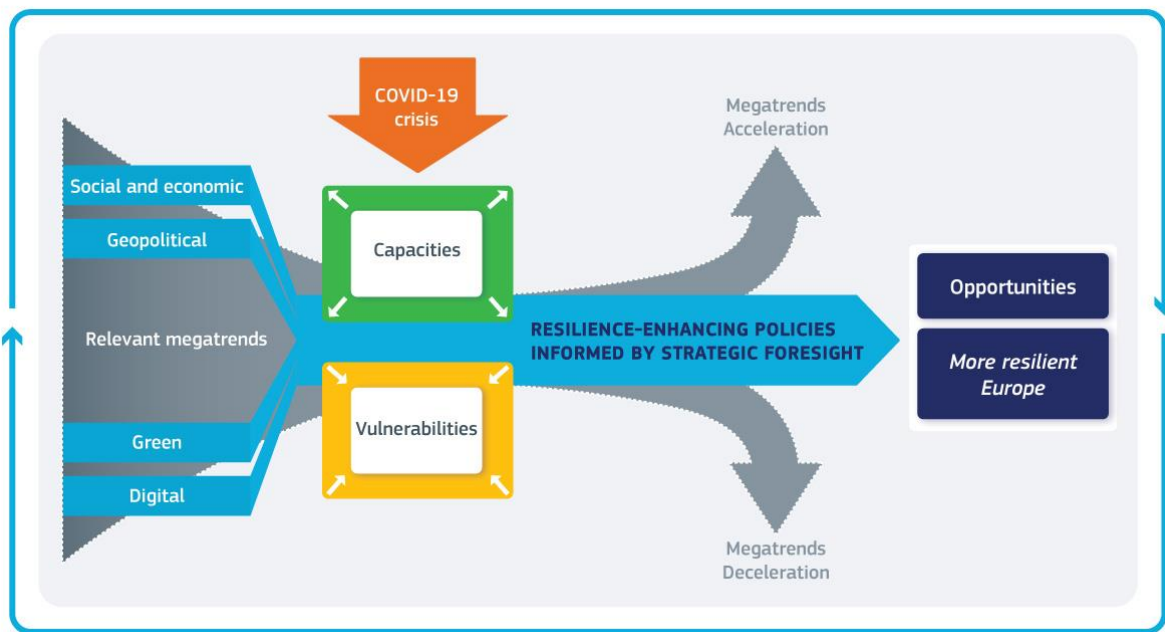 COVID-19
crisis
Megatrends
Acceleration
Social and economic
Geopolitical
Relevant megatrends
Green
Digital
Capacities
Vulnerabilities
RESILIENCE-ENHANCING POLICIES
INFORMED BY STRATEGIC FORESIGHT
Opportunities
More resilient
Europe
Megatrends
Deceleration